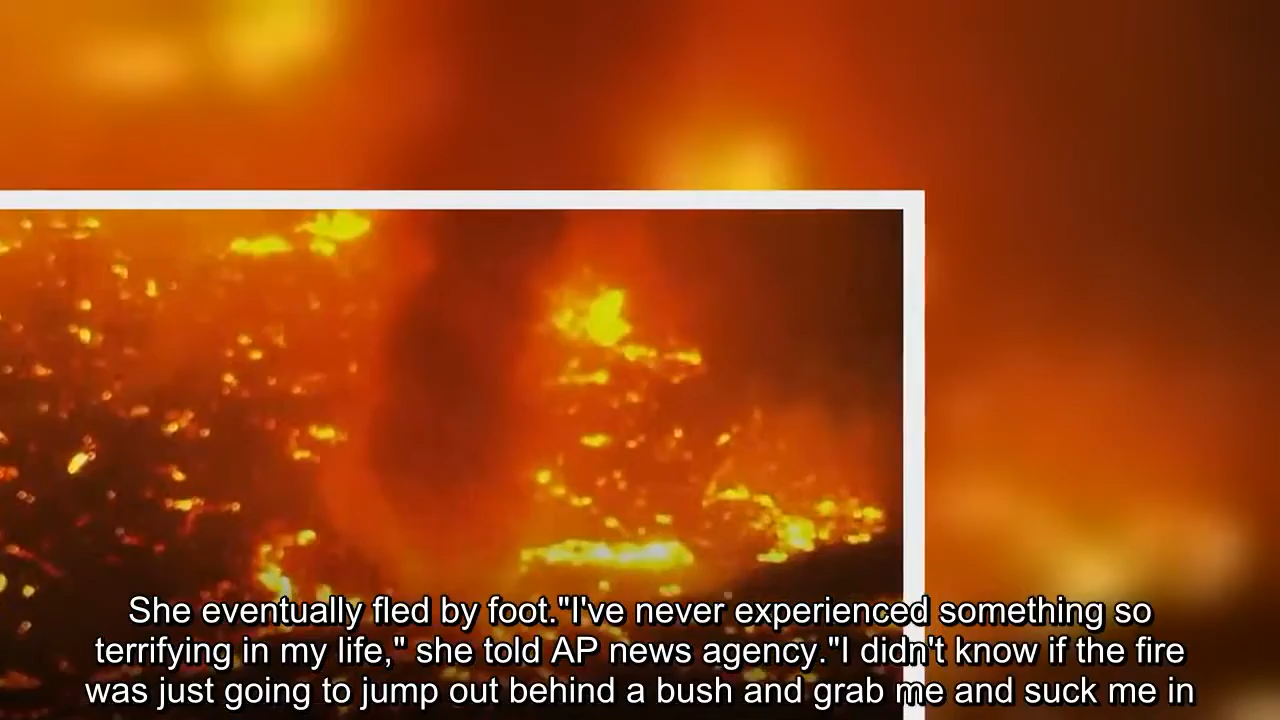 She eventually fled by foot."I've never experienced something so
terrifying in my life," she told AP news agency."I didn't know if the fire
was just going to jump out behind a bush and grab me and suck me in